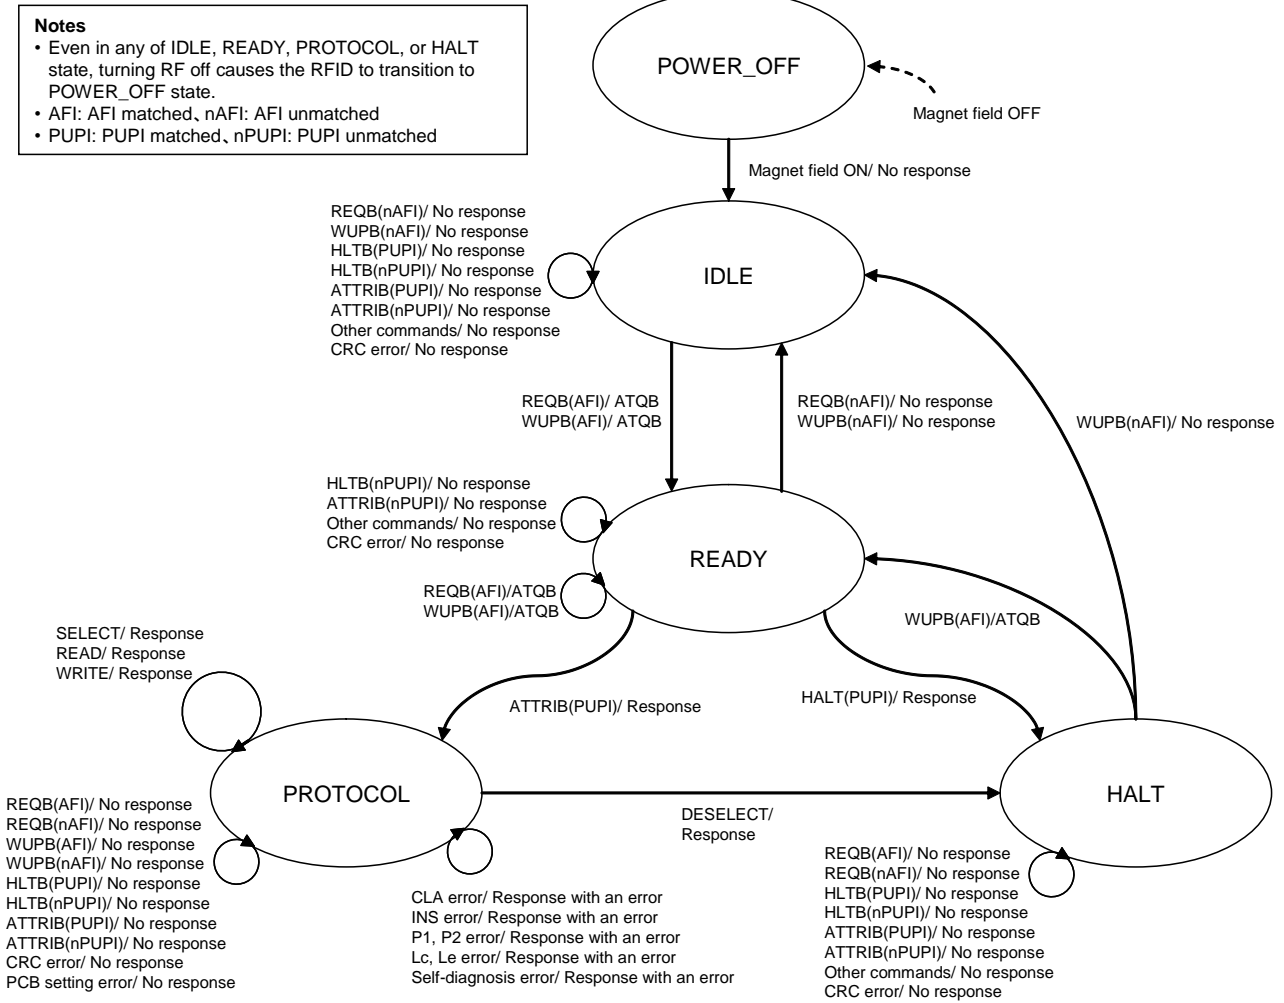 Notes
• Even in any of IDLE, READY, PROTOCOL, or HALT
state, turning RF off causes the RFID to transition to
POWER_OFF state.
• AFI: AFI matched、nAFI: AFI unmatched
• PUPI: PUPI matched、nPUPI: PUPI unmatched
POWER_OFF
Magnet field OFF
Magnet field ON/ No response
REQB(nAFI)/ No response
WUPB(nAFI)/ No response
HLTB(PUPI)/ No response
HLTB(nPUPI)/ No response
ATTRIB(PUPI)/ No response
ATTRIB(nPUPI)/ No response
Other commands/ No response
CRC error/ No response
IDLE
REQB(AFI)/ ATQB
WUPB(AFI)/ ATQB
REQB(nAFI)/ No response
WUPB(nAFI)/ No response
WUPB(nAFI)/ No response
HLTB(nPUPI)/ No response
ATTRIB(nPUPI)/ No response
Other commands/ No response
CRC error/ No response
READY
REQB(AFI)/ATQB
WUPB(AFI)/ATQB
WUPB(AFI)/ATQB
SELECT/ Response
READ/ Response
WRITE/ Response
ATTRIB(PUPI)/ Response
HALT(PUPI)/ Response
PROTOCOL
HALT
DESELECT/
Response
REQB(AFI)/ No response
REQB(nAFI)/ No response
WUPB(AFI)/ No response
WUPB(nAFI)/ No response
HLTB(PUPI)/ No response
HLTB(nPUPI)/ No response
ATTRIB(PUPI)/ No response
ATTRIB(nPUPI)/ No response
CRC error/ No response
PCB setting error/ No response
CLA error/ Response with an error
INS error/ Response with an error
P1, P2 error/ Response with an error
Lc, Le error/ Response with an error
Self-diagnosis error/ Response with an error
REQB(AFI)/ No response
REQB(nAFI)/ No response
HLTB(PUPI)/ No response
HLTB(nPUPI)/ No response
ATTRIB(PUPI)/ No response
ATTRIB(nPUPI)/ No response
Other commands/ No response
CRC error/ No response